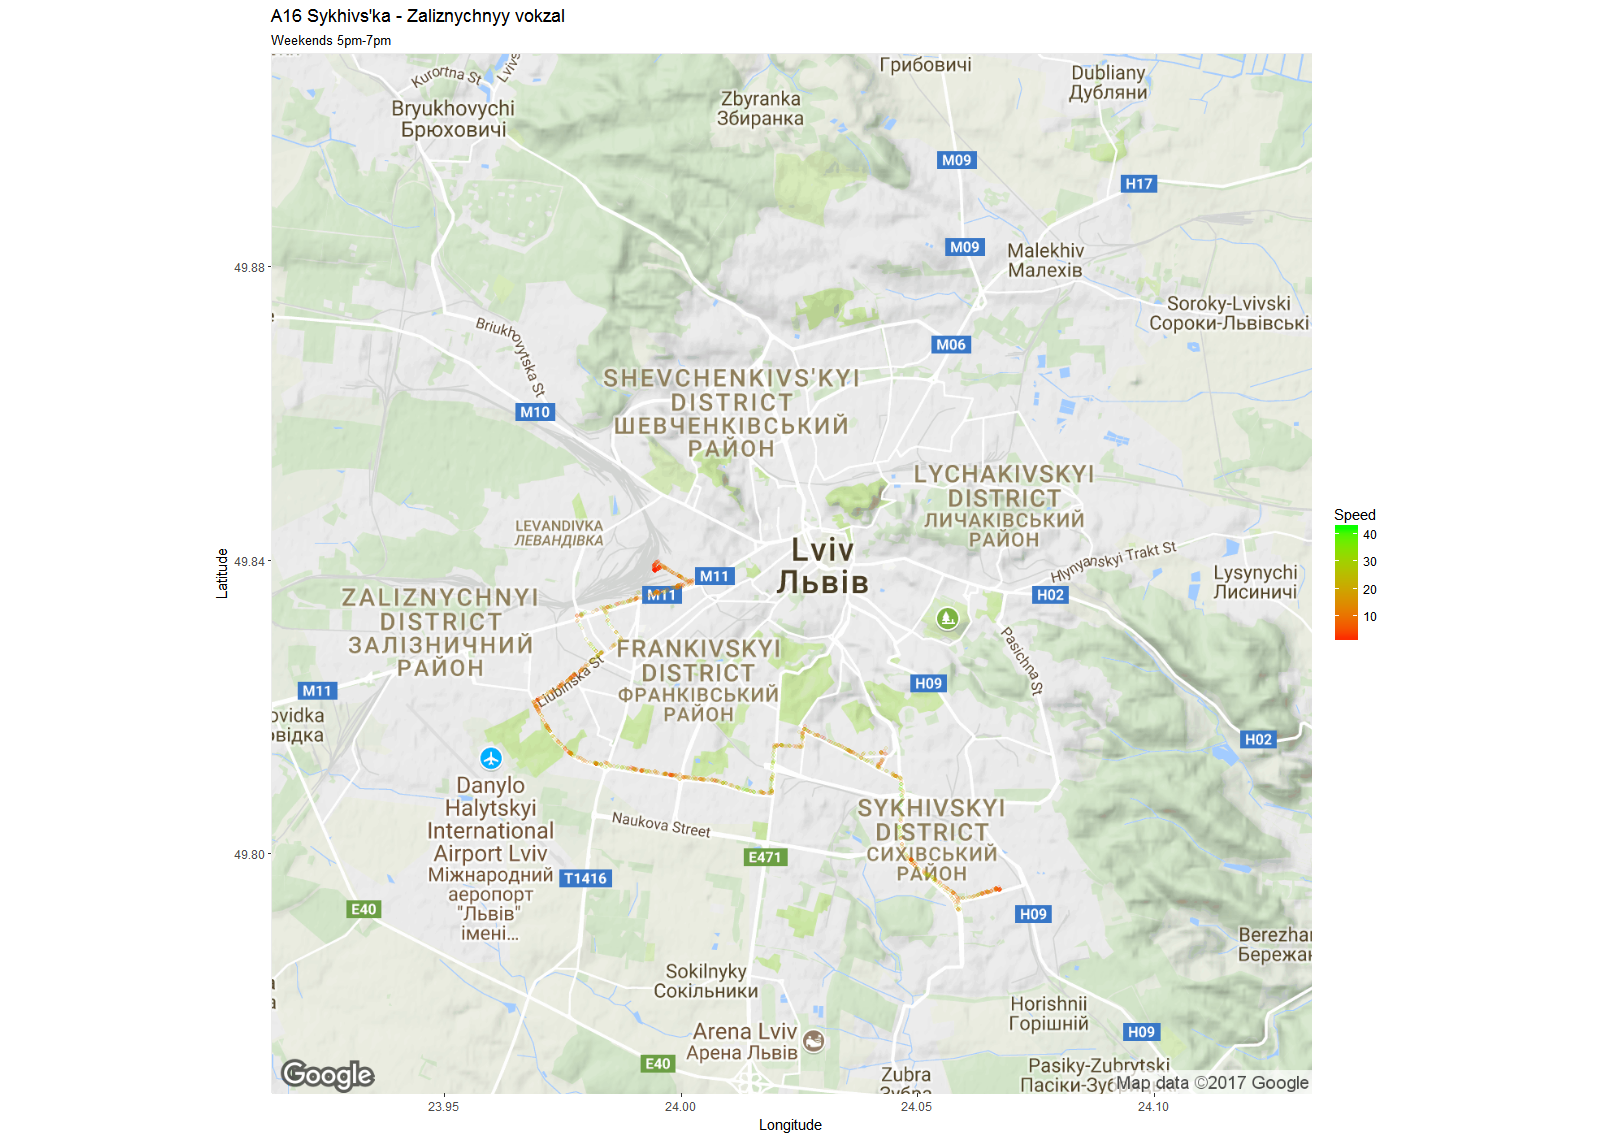 A16 Sykhivs'ka - Zaliznychnyy vokzal
Weekends 5pm-7pm
Грибовичі
Kurortna St
Dubliany
Дубляни
Bryukhovychi
Брюховичі
Zbyranka
Збиранка
M09
H17
M09
Malekhiv
Малехів
49.88
Soroky-Lvivski
Сороки-Львівські
Briukhovytska St
M06
SHEVCHENKIVS'KYI
DISTRICT
ШЕВЧЕНКІВСЬКИЙ
РАЙОН
M10
LYCHAKIVSKYI
DISTRICT
ЛИЧАКІВСЬКИЙ
РАЙОН
Speed
40
30
20
10
LEVANDIVKA
ЛЕВАНДІВКА
Lviv
Львів
Hlynyanskyi Trakt St
Lysynychi
Лисиничі
49.84
Latitude
M11
M11
H02
ZALIZNYCHNYI
DISTRICT
ЗАЛІЗНИЧНИЙ
РАЙОН
FRANKIVSKYI
DISTRICT
ФРАНКІВСЬКИЙ
РАЙОН
Liubinska St
Pasichna St
H09
M11
ovidka
овідка
H02
Danylo
Halytskyi
International
Airport Lviv
Міжнародний
аеропорт
"Львів"
імені...
SYKHIVSKYI
DISTRICT
СИХІВСЬКИЙ
РАЙОН
Naukova Street
49.80
E471
T1416
E40
H09
Berezhan
Бережан
Sokilnyky
Сокільники
Horishnii
Горішній
Arena Lviv
Арена Львів
H09
E40
Zubra
Зубра
Pasiky-Zubrytski
Google
Map data ©2017 Google
23.95
24.00
24.05
24.10
Longitude